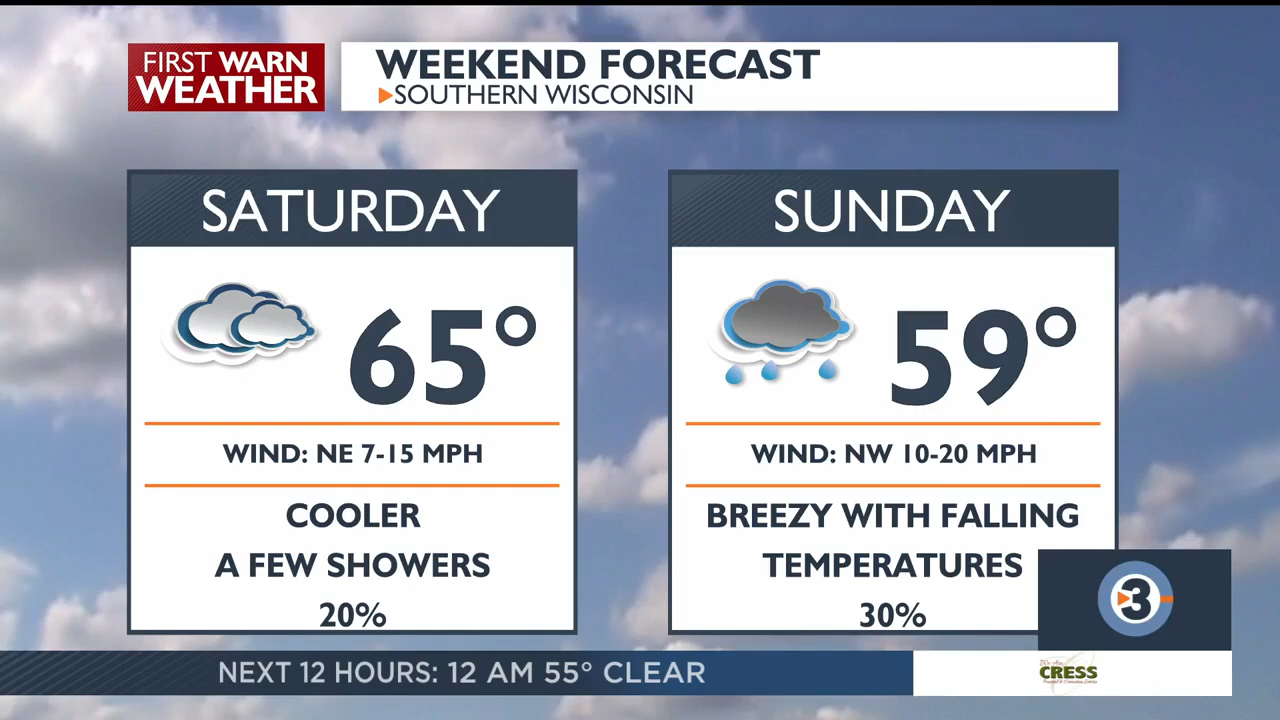 FIRST WARN
WEATHER
WEEKEND FORECAST
SOUTHERN WISCONSIN
SATURDAY
65°
WIND: NE 7-15 MPH
COOLER
A FEW SHOWERS
20%
SUNDAY
59°
WIND: NW 10-20 MPH
BREEZY WITH FALLING
TEMPERATURES
30%
3
NEXT 12 HOURS: 12 AM 55° CLEAR
CRESS